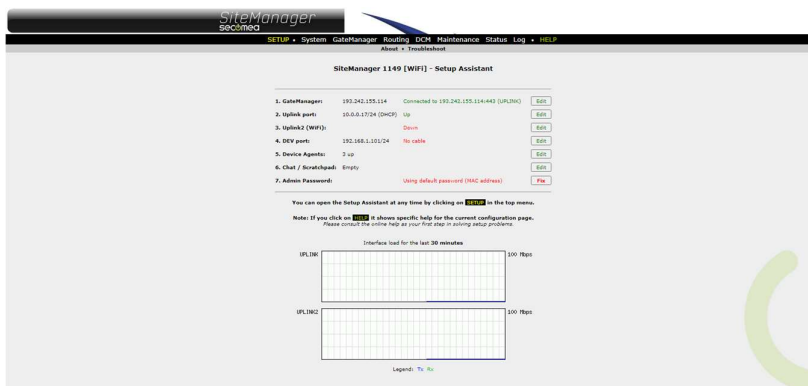 SiteManager
secomea
SETUP • System GateManager Routing DCM Maintenance Status Log • HELP
About • Troubleshoot
SiteManager 1149 [WiFi] - Setup Assistant
1. GateManager: 193.242.155.114 Connected to 193.242.155.114:443 (UPLINK) Edit
2. Uplink port: 10.0.0.17/24 (DHCP) Up Edit
3. Uplink2 (WiFi): Down Edit
4. DEV port: 192.168.1.101/24 No cable Edit
5. Device Agents: 3 up Edit
6. Chat / Scratchpad: Empty Edit
7. Admin Password: Using default password (MAC address) Fix
You can open the Setup Assistant at any time by clicking on SETUP in the top menu.
Note: If you click on HELP it shows specific help for the current configuration page.
Please consult the online help as your first step in solving setup problems.
Interface load for the last 30 minutes
UPLINK 100 Mbps
UPLINK2 100 Mbps
Legend: Tx Rx